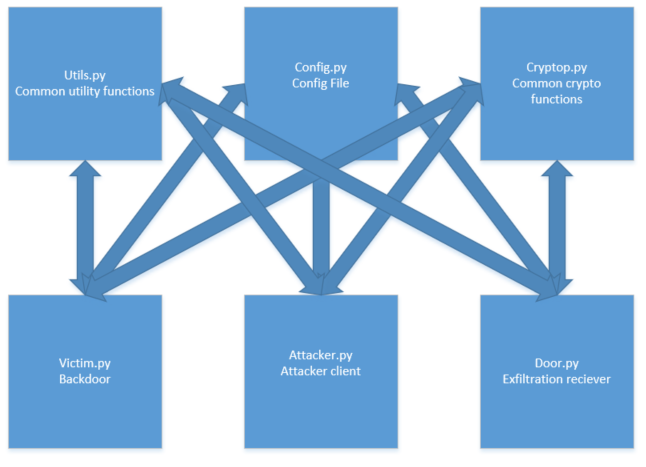 Utils.py
Common utility functions
Config.py
Config File
Cryptop.py
Common crypto
functions
Victim.py
Backdoor
Attacker.py
Attacker client
Door.py
Exfiltration reciever